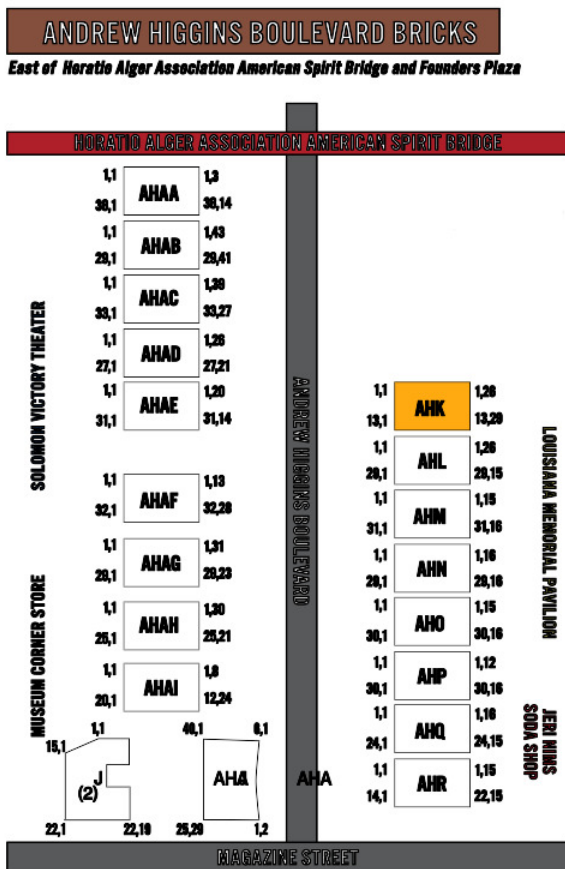 ANDREW HIGGINS BOULEVARD BRICKS
East of Horatio Alger Association American Spirit Bridge and Founders Plaza
HORATIO ALGER ASSOCIATION AMERICAN SPIRIT BRIDGE
1,1 AHAA 1,3
38,1 38,14
1,1 AHAB 1,43
29,1 29,41
1,1 AHAC 1,39
33,1 33,27
1,1 AHAD 1,26
27,1 27,21
1,1 AHAE 1,20
31,1 31,14
SOLOMON VICTORY THEATER
1,1 AHAF 1,13
32,1 32,28
1,1 AHAG 1,31
29,1 29,23
1,1 AHAH 1,30
25,1 25,21
1,1 AHAI 1,8
20,1 12,24
MUSEUM CORNER STORE
1,1
15,1
J
(2)
22,1 22,19
40,1 6,1
AHA
25,29 1,2
AHA
ANDREW HIGGINS BOULEVARD
1,1 AHK 1,26
13,1 13,29
1,1 AHL 1,26
29,1 29,15
1,1 AHM 1,15
31,1 31,16
1,1 AHN 1,16
29,1 29,16
1,1 AHO 1,15
30,1 30,16
1,1 AHP 1,12
30,1 30,16
1,1 AHQ 1,16
24,1 24,15
1,1 AHR 1,15
14,1 22,15
LOUISIANA MEMORIAL PAVILION
JERI NIMS
SODA SHOP
MAGAZINE STREET